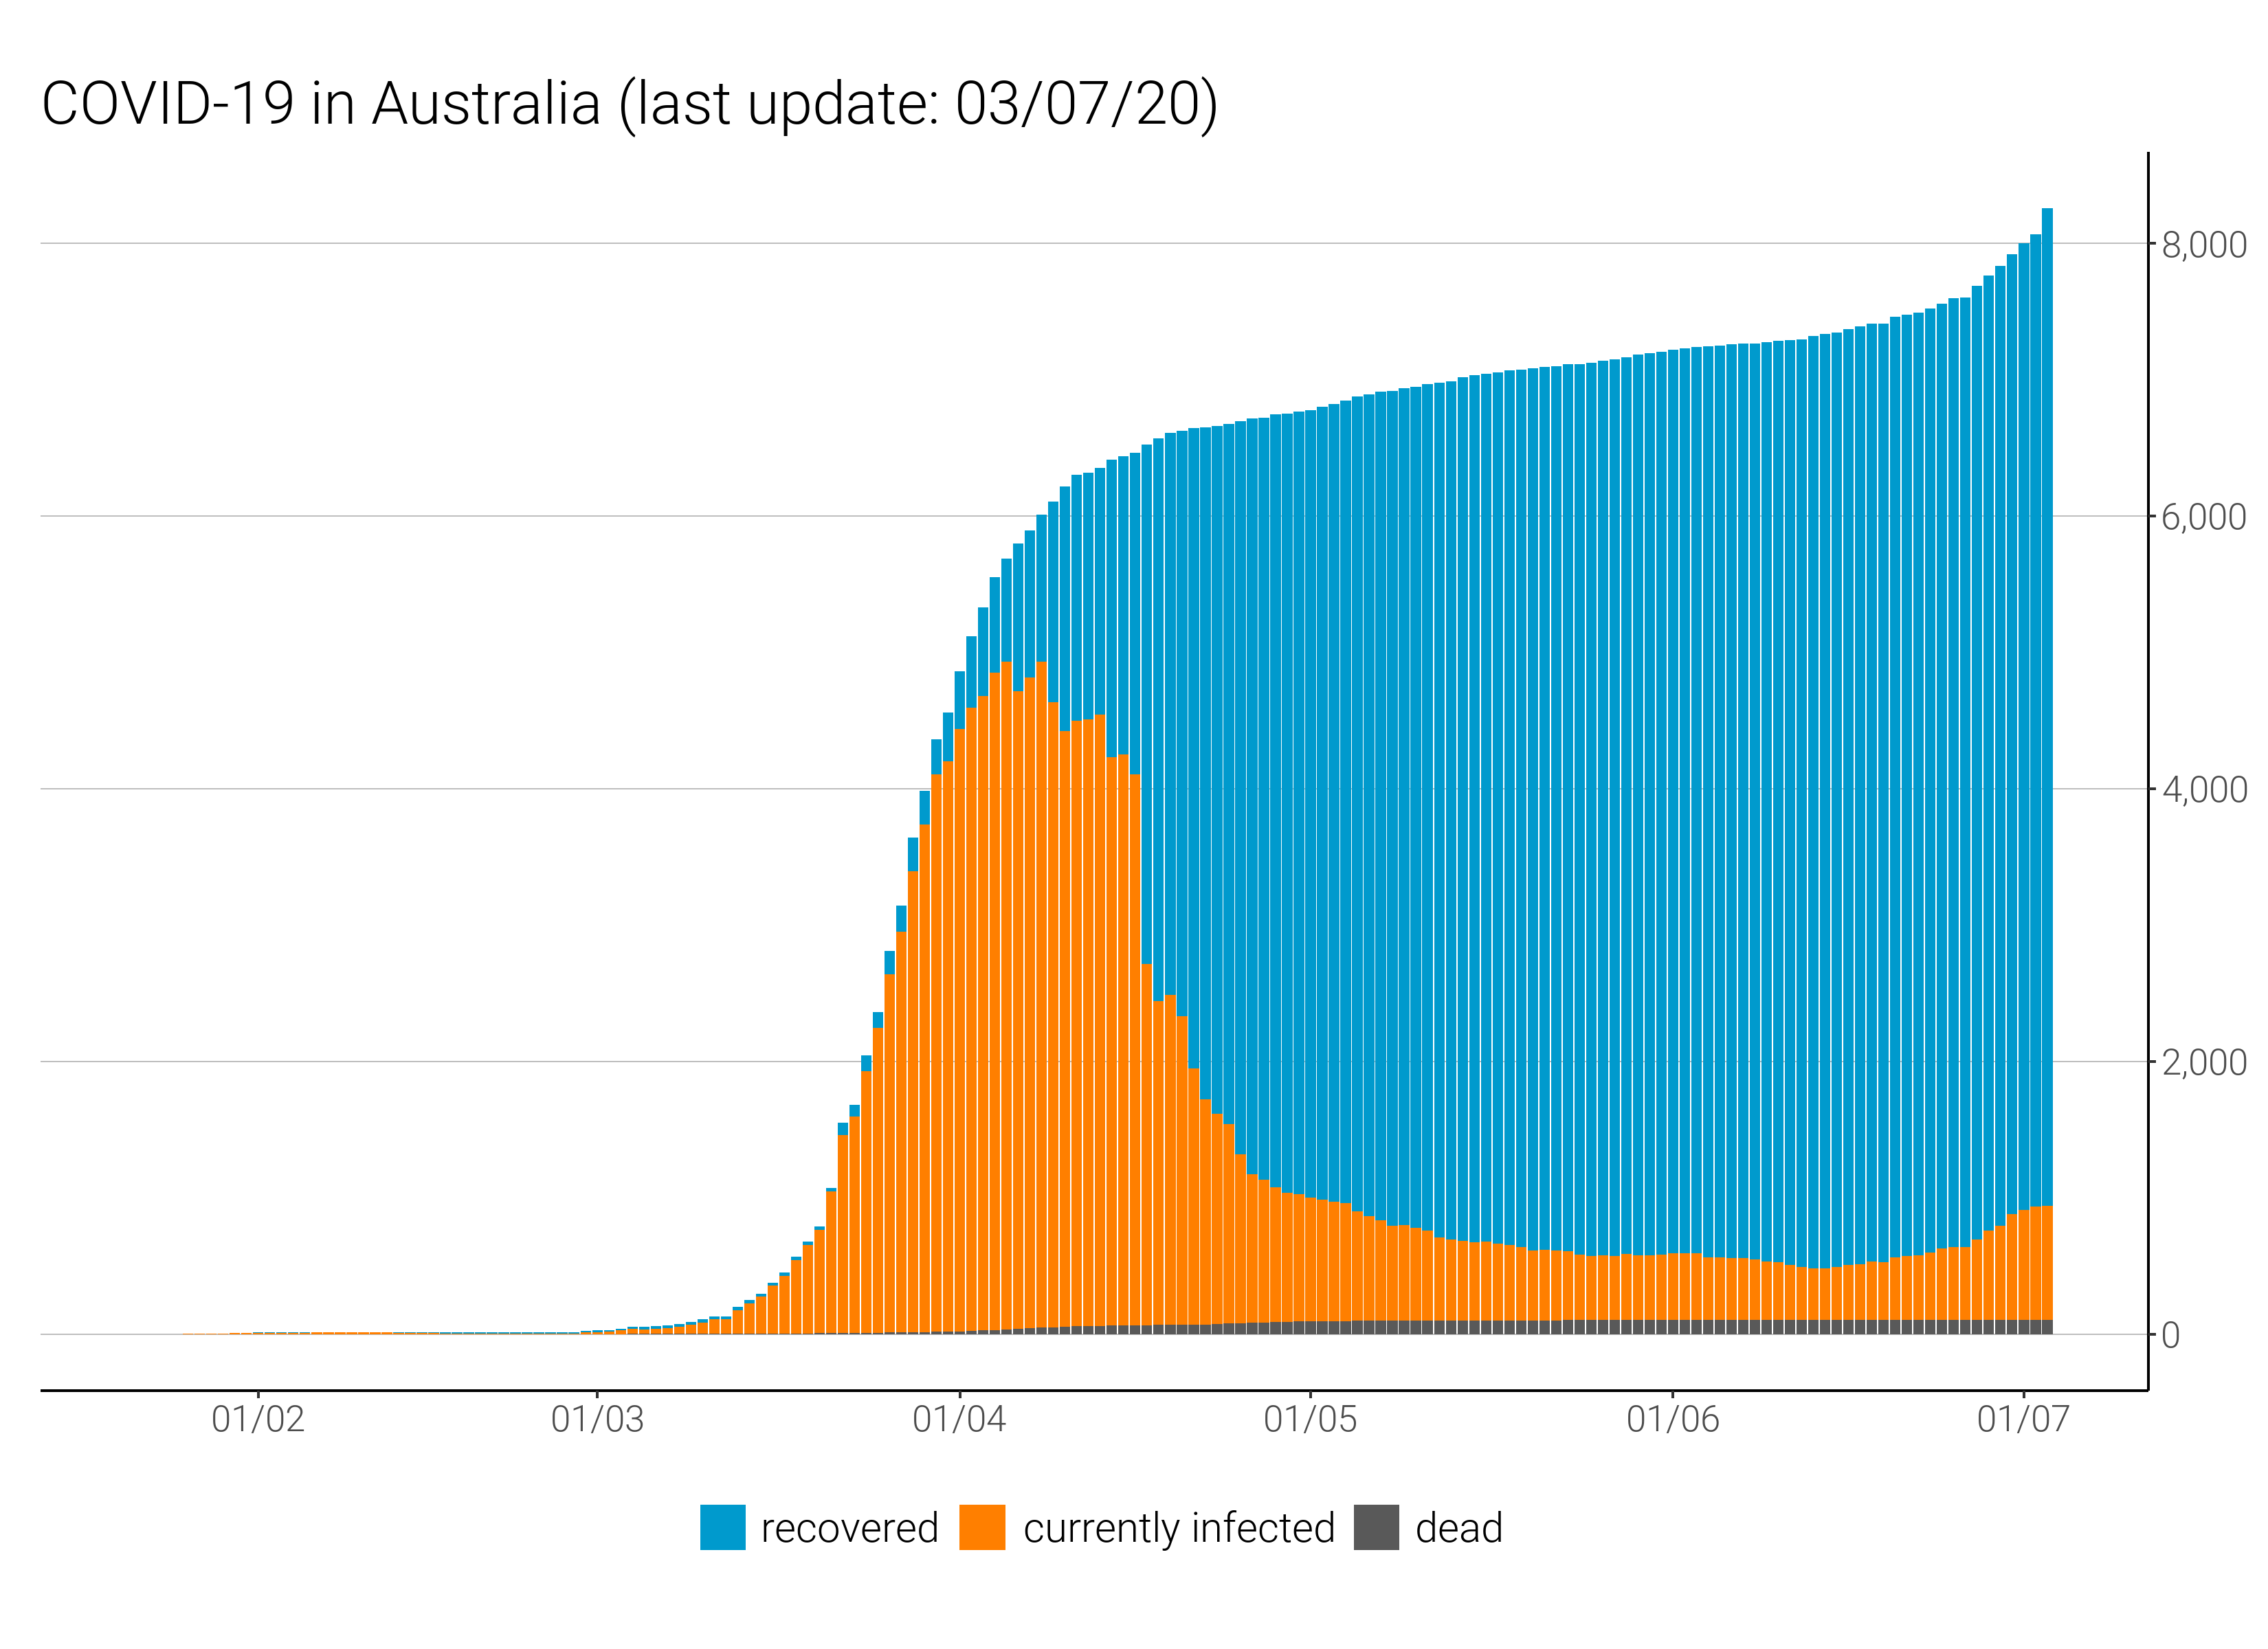 COVID-19 in Australia (last update: 03/07/20)
8,000
6,000
4,000
2,000
0
01/02 01/03 01/04 01/05 01/06 01/07
recovered currently infected dead